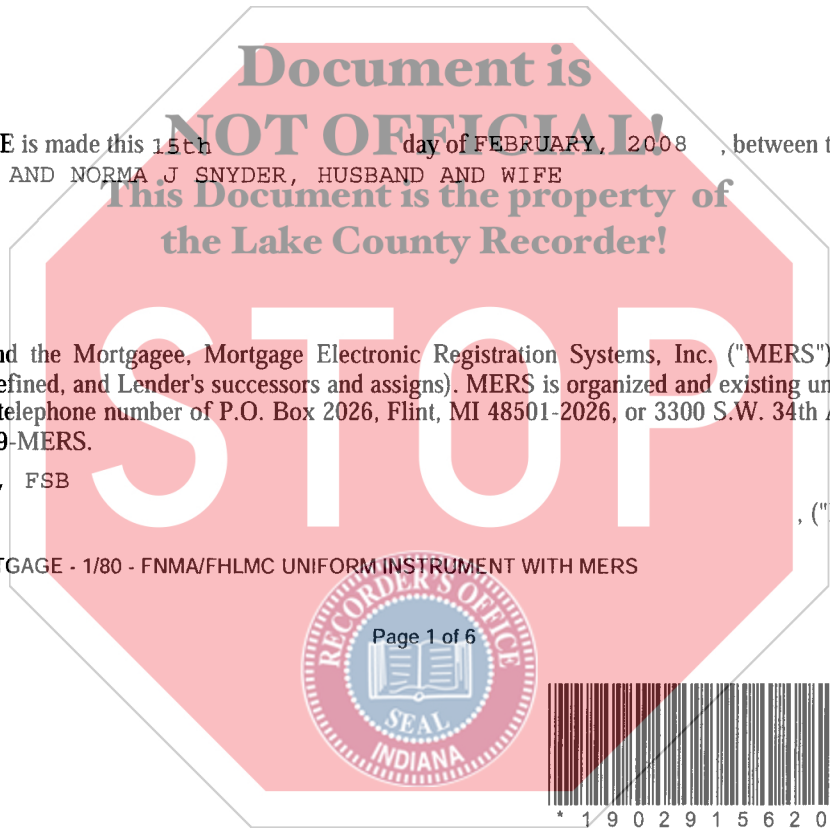 Document is
NOT OFFICIAL!
E is made this 15th day of FEBRUARY, 2008 , between t
AND NORMA J SNYDER, HUSBAND AND WIFE
This Document is the property of
the Lake County Recorder!
STOP
nd the Mortgagee, Mortgage Electronic Registration Systems, Inc. ("MERS")
efined, and Lender's successors and assigns). MERS is organized and existing un
telephone number of P.O. Box 2026, Flint, MI 48501-2026, or 3300 S.W. 34th A
9-MERS.
, FSB
, ("
TGAGE - 1/80 - FNMA/FHLMC UNIFORM INSTRUMENT WITH MERS
RECORDER'S OFFICE
Page 1 of 6
SEAL
INDIANA
* 1 9 0 2 9 1 5 6 2 0